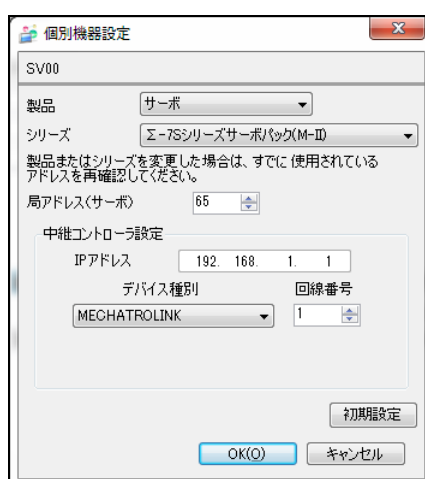 個別機器設定
SV00
製品 サーボ
シリーズ Σ-7Sシリーズサーボパック(M-Ⅱ)
製品またはシリーズを変更した場合は、すでに使用されている
アドレスを再確認してください。
局アドレス(サーボ) 65
中継コントローラ設定
IPアドレス 192. 168. 1. 1
デバイス種別 回線番号
MECHATROLINK 1
初期設定
OK(O) キャンセル